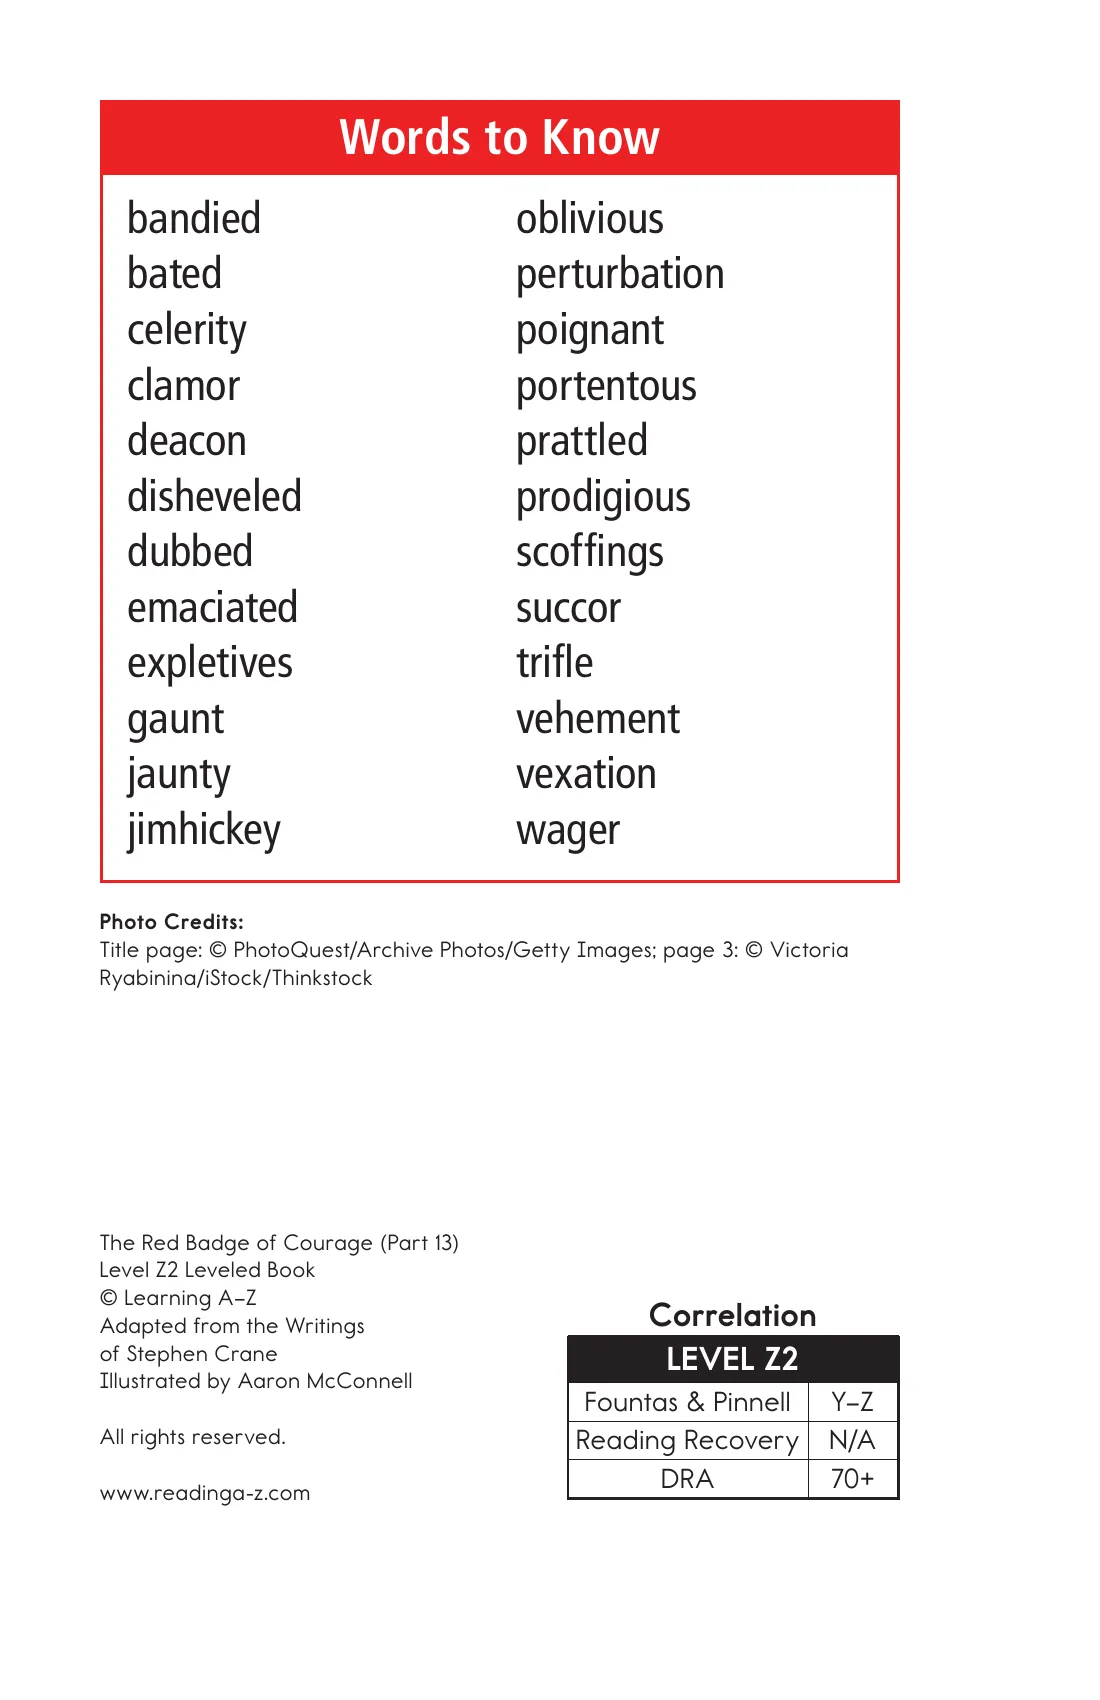 Words to Know
bandied
bated
celerity
clamor
deacon
disheveled
dubbed
emaciated
expletives
gaunt
jaunty
jimhickey
oblivious
perturbation
poignant
portentous
prattled
prodigious
scoffings
succor
trifle
vehement
vexation
wager
Photo Credits:
Title page: © PhotoQuest/Archive Photos/Getty Images; page 3: © Victoria
Ryabinina/iStock/Thinkstock
The Red Badge of Courage (Part 13)
Level Z2 Leveled Book
© Learning A–Z
Adapted from the Writings
of Stephen Crane
Illustrated by Aaron McConnell
All rights reserved.
www.readinga-z.com
Correlation
LEVEL Z2
Fountas & Pinnell Y–Z
Reading Recovery N/A
DRA 70+